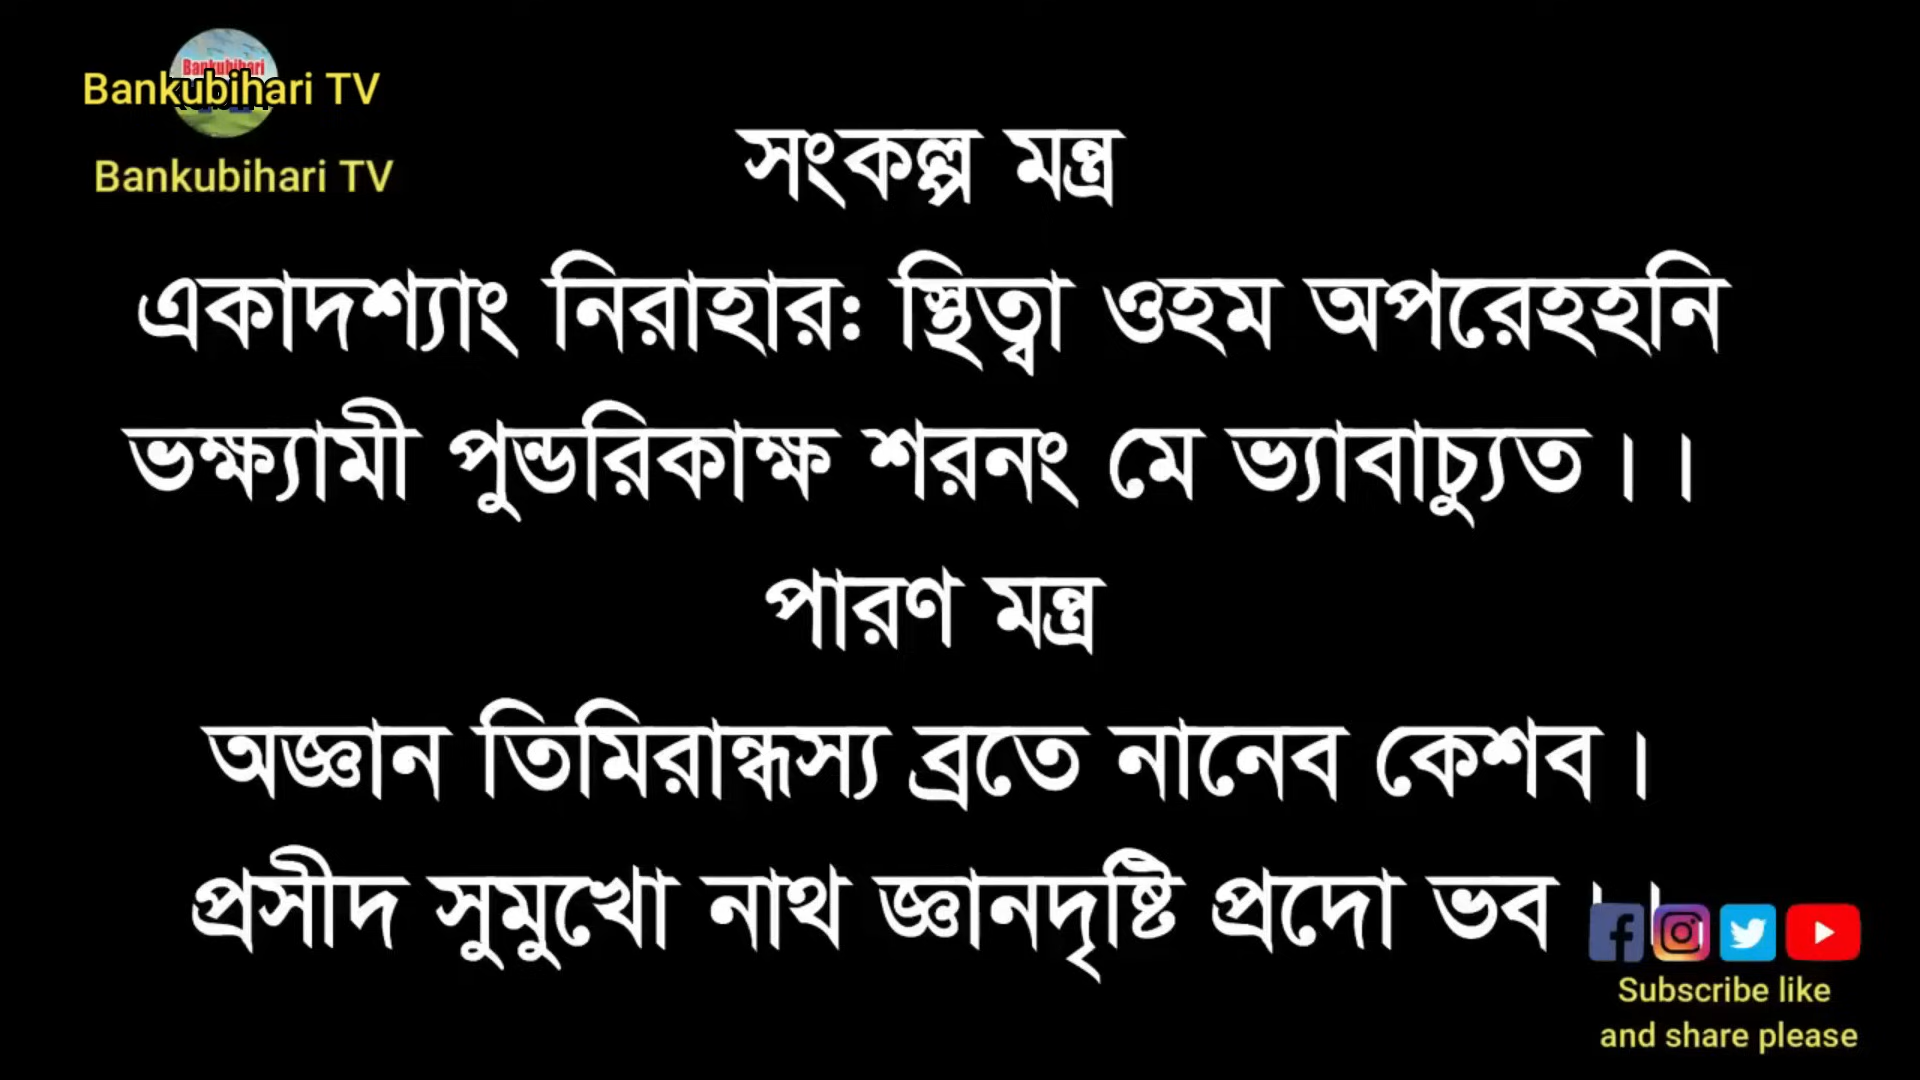 Bankubihari
Bankubihari TV
Bankubihari TV
সংকল্প মন্ত্র
একাদশ্যাং নিরাহারঃ স্থিত্বা ওহম অপরেহহনি
ভক্ষ্যামী পুন্ডরিকাক্ষ শরনং মে ভ্যাবাচ্যুত।।
পারণ মন্ত্র
অজ্ঞান তিমিরান্ধস্য ব্রতে নানেব কেশব।
প্রসীদ সুমুখো নাথ জ্ঞানদৃষ্টি প্রদো ভব ।।
Subscribe like
and share please